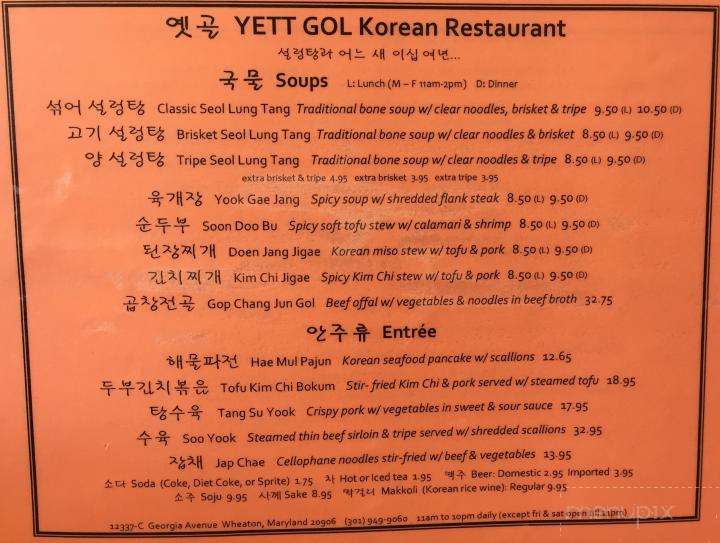 옛골 YETT GOL Korean Restaurant
설렁탕과 어느 새 이십 여년...
국물 Soups L: Lunch (M – F 11am-2pm) D: Dinner
섞어 설렁탕 Classic Seol Lung Tang Traditional bone soup w/ clear noodles, brisket & tripe 9.50 (L) 10.50 (D)
고기 설렁탕 Brisket Seol Lung Tang Traditional bone soup w/ clear noodles & brisket 8.50 (L) 9.50 (D)
양 설렁탕 Tripe Seol Lung Tang Traditional bone soup w/ clear noodles & tripe 8.50 (L) 9.50 (D)
extra brisket & tripe 4.95 extra brisket 3.95 extra tripe 3.95
육개장 Yook Gae Jang Spicy soup w/ shredded flank steak 8.50 (L) 9.50 (D)
순두부 Soon Doo Bu Spicy soft tofu stew w/ calamari & shrimp 8.50 (L) 9.50 (D)
된장찌개 Doen Jang Jigae Korean miso stew w/ tofu & pork 8.50 (L) 9.50 (D)
김치찌개 Kim Chi Jigae Spicy Kim Chi stew w/ tofu & pork 8.50 (L) 9.50 (D)
곱창전골 Gop Chang Jun Gol Beef offal w/ vegetables & noodles in beef broth 32.75
안주류 Entrée
해물파전 Hae Mul Pajun Korean seafood pancake w/ scallions 12.65
두부김치볶음 Tofu Kim Chi Bokum Stir-fried Kim Chi & pork served w/ steamed tofu 18.95
탕수육 Tang Su Yook Crispy pork w/ vegetables in sweet & sour sauce 17.95
수육 Soo Yook Steamed thin beef sirloin & tripe served w/ shredded scallions 32.95
잡채 Jap Chae Cellophane noodles stir-fried w/ beef & vegetables 13.95
소다 Soda (Coke, Diet Coke, or Sprite) 1.75 차 Hot or iced tea 1.95 맥주 Beer: Domestic 2.95 Imported 3.95
소주 Soju 9.95 사께 Sake 8.95 막걸리 Makkoli (Korean rice wine): Regular 9.95
12337-C Georgia Avenue Wheaton, Maryland 20906 (301) 949-9060 11am to 10pm daily (except fri & sat open till 11pm)
menupix